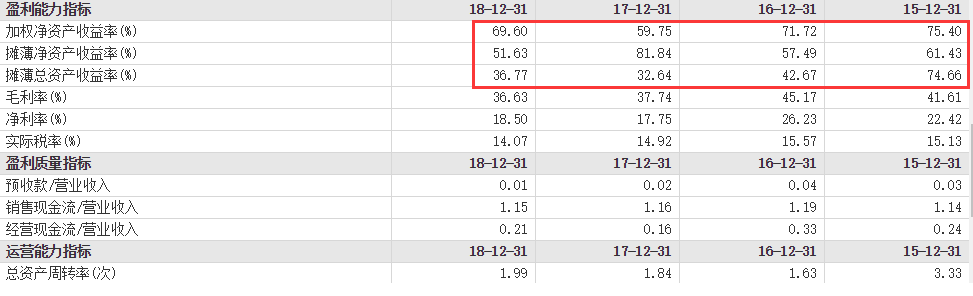 盈利能力指标 18-12-31 17-12-31 16-12-31 15-12-31
加权净资产收益率(%) 69.60 59.75 71.72 75.40
摊薄净资产收益率(%) 51.63 81.84 57.49 61.43
摊薄总资产收益率(%) 36.77 32.64 42.67 74.66
毛利率(%) 36.63 37.74 45.17 41.61
净利率(%) 18.50 17.75 26.23 22.42
实际税率(%) 14.07 14.92 15.57 15.13
盈利质量指标 18-12-31 17-12-31 16-12-31 15-12-31
预收款/营业收入 0.01 0.02 0.04 0.03
销售现金流/营业收入 1.15 1.16 1.19 1.14
经营现金流/营业收入 0.21 0.16 0.33 0.24
运营能力指标 18-12-31 17-12-31 16-12-31 15-12-31
总资产周转率(次) 1.99 1.84 1.63 3.33